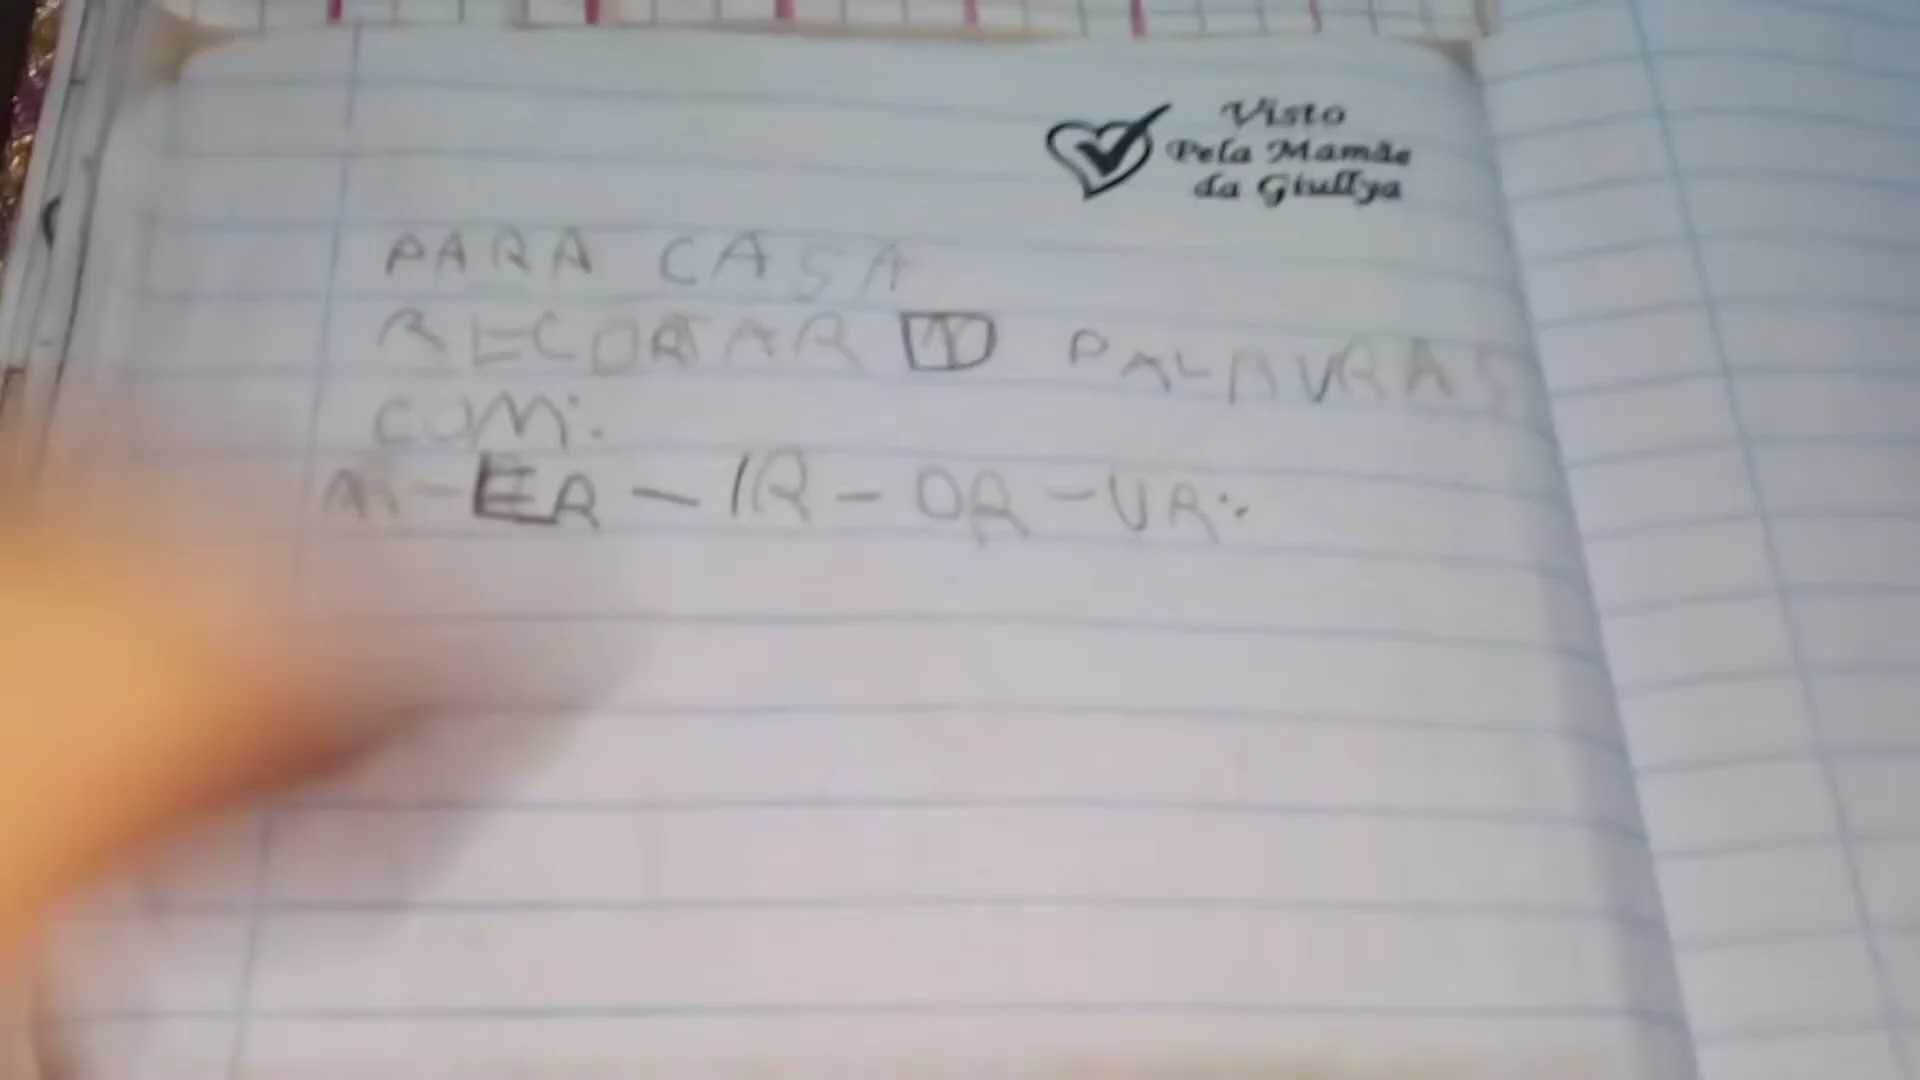 Visto
Pela Mamãe
da Giullya
PARA CASA
RECORTAR PALAVRAS
COM:
ER - IR - OR - UR: